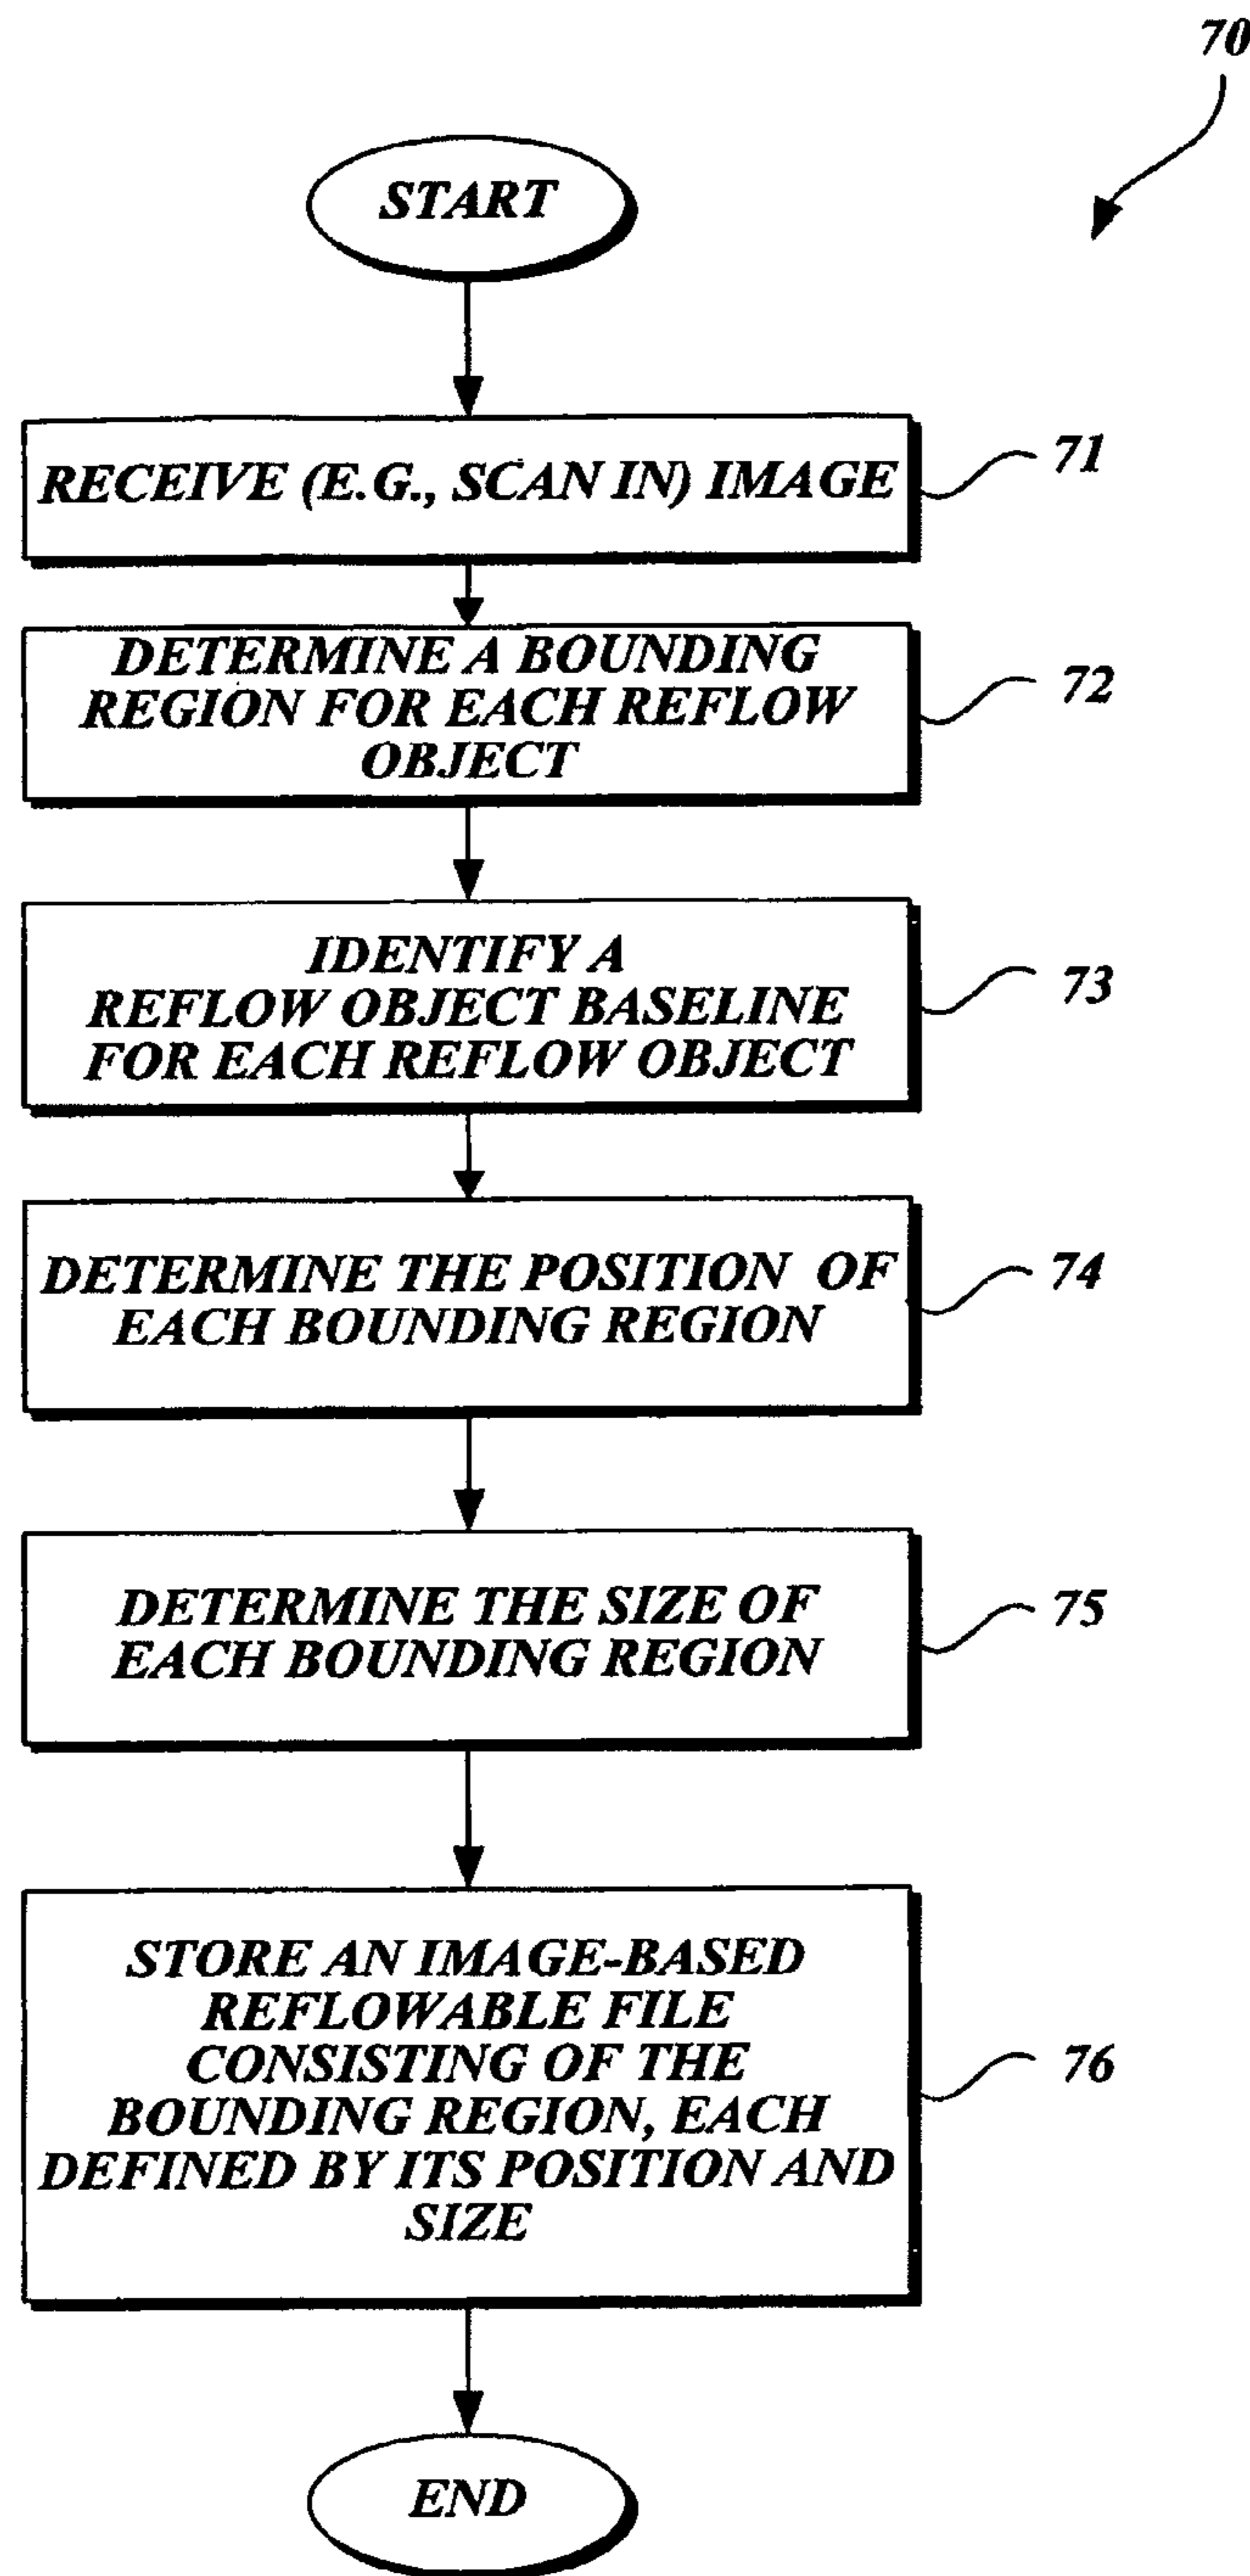 70
START
RECEIVE (E.G., SCAN IN) IMAGE
71
DETERMINE A BOUNDING
REGION FOR EACH REFLOW
OBJECT
72
IDENTIFY A
REFLOW OBJECT BASELINE
FOR EACH REFLOW OBJECT
73
DETERMINE THE POSITION OF
EACH BOUNDING REGION
74
DETERMINE THE SIZE OF
EACH BOUNDING REGION
75
STORE AN IMAGE-BASED
REFLOWABLE FILE
CONSISTING OF THE
BOUNDING REGION, EACH
DEFINED BY ITS POSITION AND
SIZE
76
END